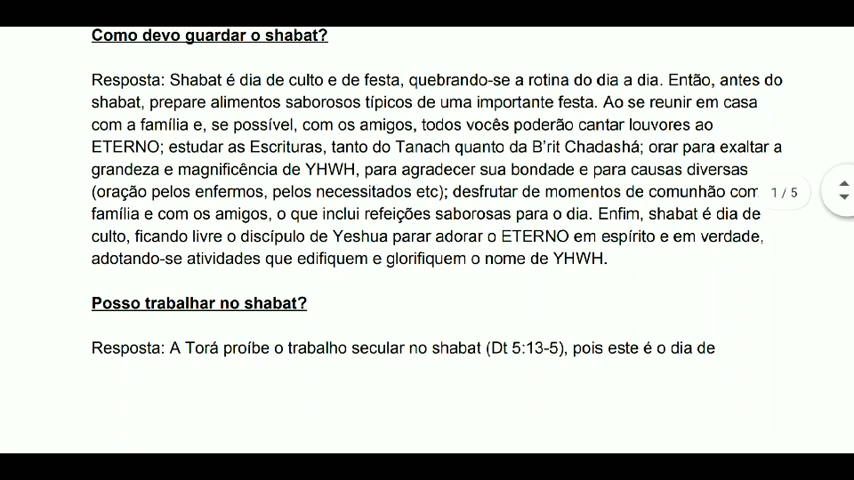 Como devo guardar o shabat?
Resposta: Shabat é dia de culto e de festa, quebrando-se a rotina do dia a dia. Então, antes do
shabat, prepare alimentos saborosos típicos de uma importante festa. Ao se reunir em casa
com a família e, se possível, com os amigos, todos vocês poderão cantar louvores ao
ETERNO; estudar as Escrituras, tanto do Tanach quanto da B'rit Chadashá; orar para exaltar a
grandeza e magnificência de YHWH, para agradecer sua bondade e para causas diversas
(oração pelos enfermos, pelos necessitados etc); desfrutar de momentos de comunhão com
1 / 5
família e com os amigos, o que inclui refeições saborosas para o dia. Enfim, shabat é dia de
culto, ficando livre o discípulo de Yeshua parar adorar o ETERNO em espírito e em verdade,
adotando-se atividades que edifiquem e glorifiquem o nome de YHWH.
Posso trabalhar no shabat?
Resposta: A Torá proíbe o trabalho secular no shabat (Dt 5:13-5), pois este é o dia de